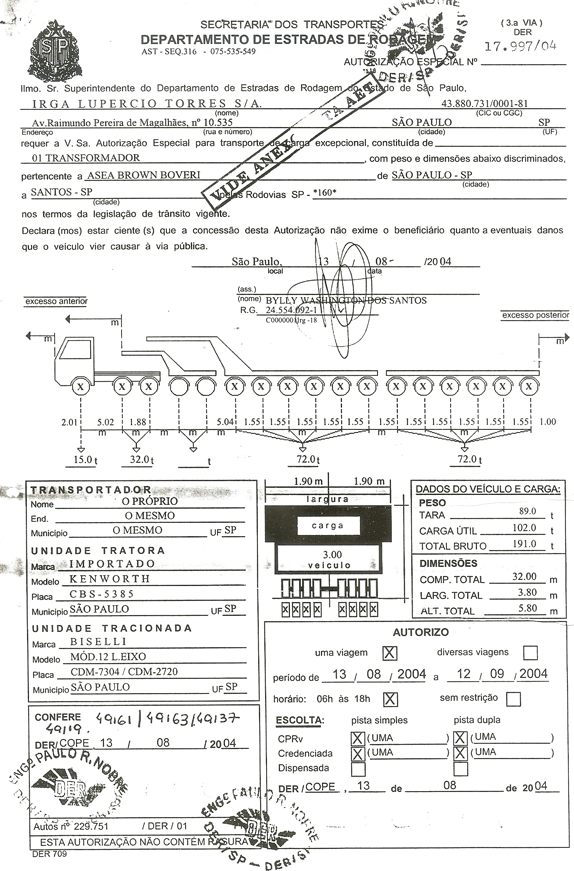 SECRETARIA DOS TRANSPORTES
DEPARTAMENTO DE ESTRADAS DE RODAGEM
AST - SEQ.316 - 075-535-549
( 3.a VIA )
DER
AUTORIZAÇÃO ESPECIAL Nº 17.997/04
Ilmo. Sr. Superintendente do Departamento de Estradas de Rodagem do Estado de São Paulo,
IRGA LUPERCIO TORRES S/A. 43.880.731/0001-81
(nome) (CIC ou CGC)
Av.Raimundo Pereira de Magalhães, nº 10.535 SÃO PAULO SP
Endereço (rua e número) (cidade) (UF)
requer a V. Sa. Autorização Especial para transporte de carga excepcional, constituída de
01 TRANSFORMADOR , com peso e dimensões abaixo discriminados,
pertencente a ASEA BROWN BOVERI de SÃO PAULO - SP
(cidade)
a SANTOS - SP pelas Rodovias SP - *160*
(cidade)
VIDE ANEXO TA AET
nos termos da legislação de trânsito vigente.
Declara (mos) estar ciente (s) que a concessão desta Autorização não exime o beneficiário quanto a eventuais danos
que o veículo vier causar à via pública.
São Paulo, 13 / 08 / 2004
local data
(ass.)
(nome) BYLLY WASHINGTON DOS SANTOS
R.G. 24.554.092-1
excesso anterior
excesso posterior
m m m
X X X X X X X X X X X X X
2.01 5.02 1.88 5.04 1.55 1.55 1.55 1.55 1.55 1.55 1.55 1.55 1.55 1.55 1.00
m m m m m
15.0 t 32.0 t t 72.0 t 72.0 t
TRANSPORTADOR
Nome O PRÓPRIO
End. O MESMO
Município O MESMO UF SP
UNIDADE TRATORA
Marca IMPORTADO
Modelo KENWORTH
Placa CBS-5385
Município SÃO PAULO UF SP
UNIDADE TRACIONADA
Marca BISELLI
Modelo MÓD.12 L.EIXO
Placa CDM-7304 / CDM-2720
Município SÃO PAULO UF SP
1.90 m 1.90 m
largura
carga
3.00
veículo
X X X X X X X X
DADOS DO VEÍCULO E CARGA:
PESO
TARA 89.0 t
CARGA ÚTIL 102.0 t
TOTAL BRUTO 191.0 t
DIMENSÕES
COMP. TOTAL 32.00 m
LARG. TOTAL 3.80 m
ALT. TOTAL 5.80 m
AUTORIZO
uma viagem X diversas viagens
período de 13 / 08 / 2004 a 12 / 09 / 2004
horário: 06h às 18h X sem restrição
ESCOLTA: pista simples pista dupla
CPRv X (UMA ) X (UMA )
Credenciada X (UMA ) X (UMA )
Dispensada
DER /COPE , 13 de 08 de 2004
CONFERE 49161 / 49163/49137
49119.
DER/COPE 13 / 08 / 2004
ENGº PAULO R. NOBRE
DER
ENGº PAULO R. NOBRE
DER/SP — DER/SP
Autos nº 229.751 / DER / 01
ESTA AUTORIZAÇÃO NÃO CONTÉM RASURA
DER 709